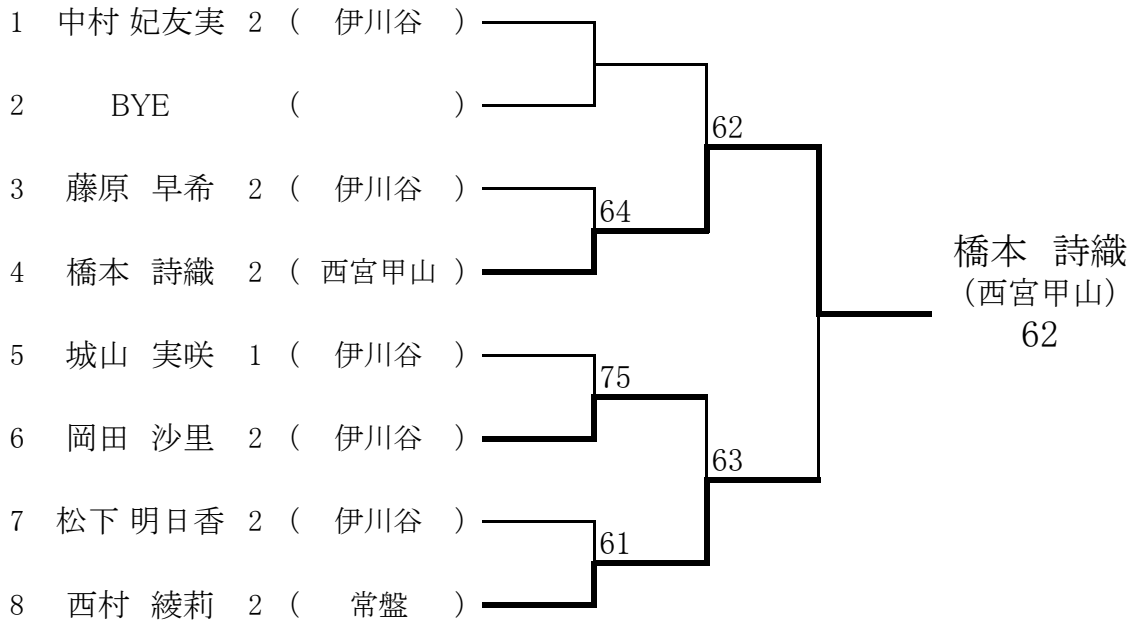 1 中村 妃友実 2 ( 伊川谷 )
2 BYE ( )
62
3 藤原 早希 2 ( 伊川谷 )
64
4 橋本 詩織 2 ( 西宮甲山 )
橋本 詩織
(西宮甲山)
62
5 城山 実咲 1 ( 伊川谷 )
75
6 岡田 沙里 2 ( 伊川谷 )
63
7 松下 明日香 2 ( 伊川谷 )
61
8 西村 綾莉 2 ( 常盤 )